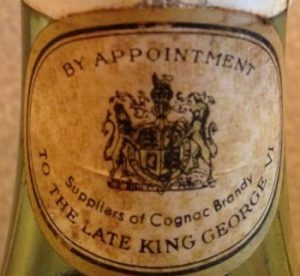 BY APPOINTMENT
Suppliers of Cognac Brandy
TO THE LATE KING GEORGE VI